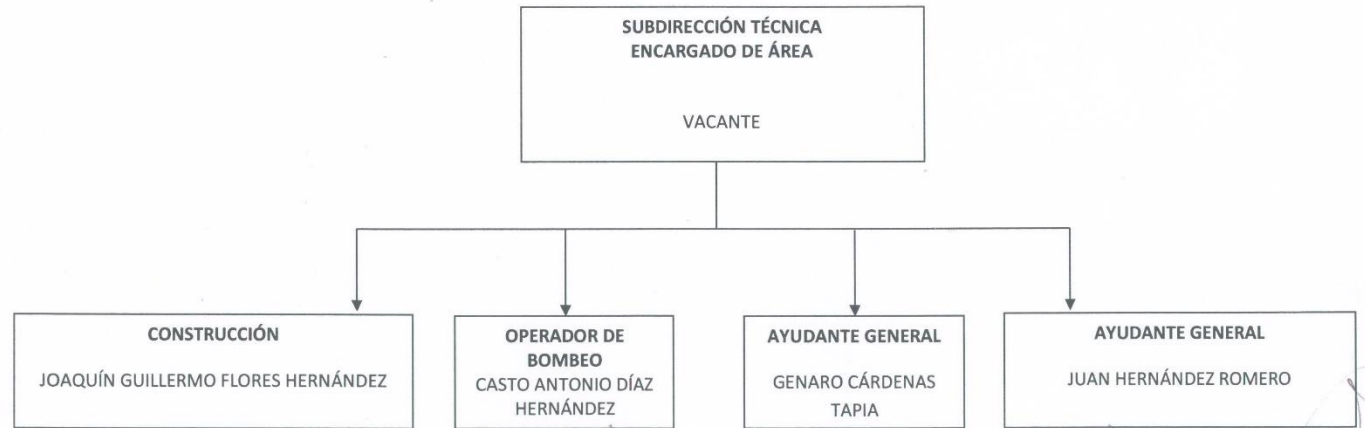 SUBDIRECCIÓN TÉCNICA
ENCARGADO DE ÁREA
VACANTE
CONSTRUCCIÓN
JOAQUÍN GUILLERMO FLORES HERNÁNDEZ
OPERADOR DE
BOMBEO
CASTO ANTONIO DÍAZ
HERNÁNDEZ
AYUDANTE GENERAL
GENARO CÁRDENAS
TAPIA
AYUDANTE GENERAL
JUAN HERNÁNDEZ ROMERO